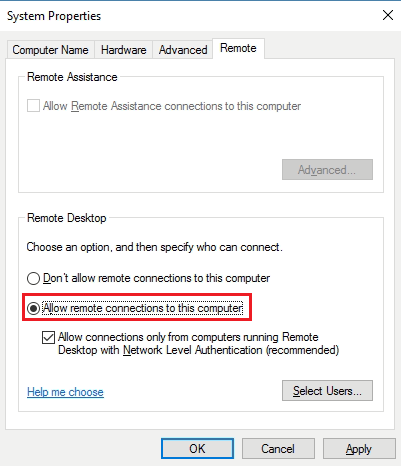 System Properties
Computer Name Hardware Advanced Remote
Remote Assistance
Allow Remote Assistance connections to this computer
Advanced...
Remote Desktop
Choose an option, and then specify who can connect.
Don't allow remote connections to this computer
Allow remote connections to this computer
Allow connections only from computers running Remote
Desktop with Network Level Authentication (recommended)
Help me choose Select Users...
OK Cancel Apply